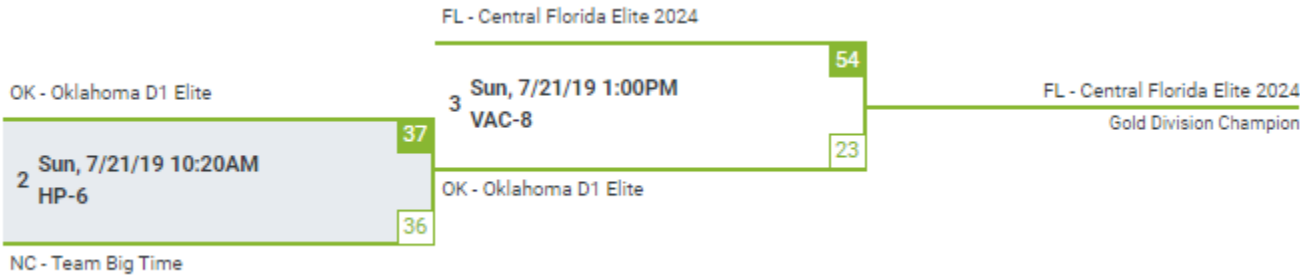 FL - Central Florida Elite 2024
54
3 Sun, 7/21/19 1:00PM
VAC-8
23
OK - Oklahoma D1 Elite
OK - Oklahoma D1 Elite
37
2 Sun, 7/21/19 10:20AM
HP-6
36
NC - Team Big Time
FL - Central Florida Elite 2024
Gold Division Champion